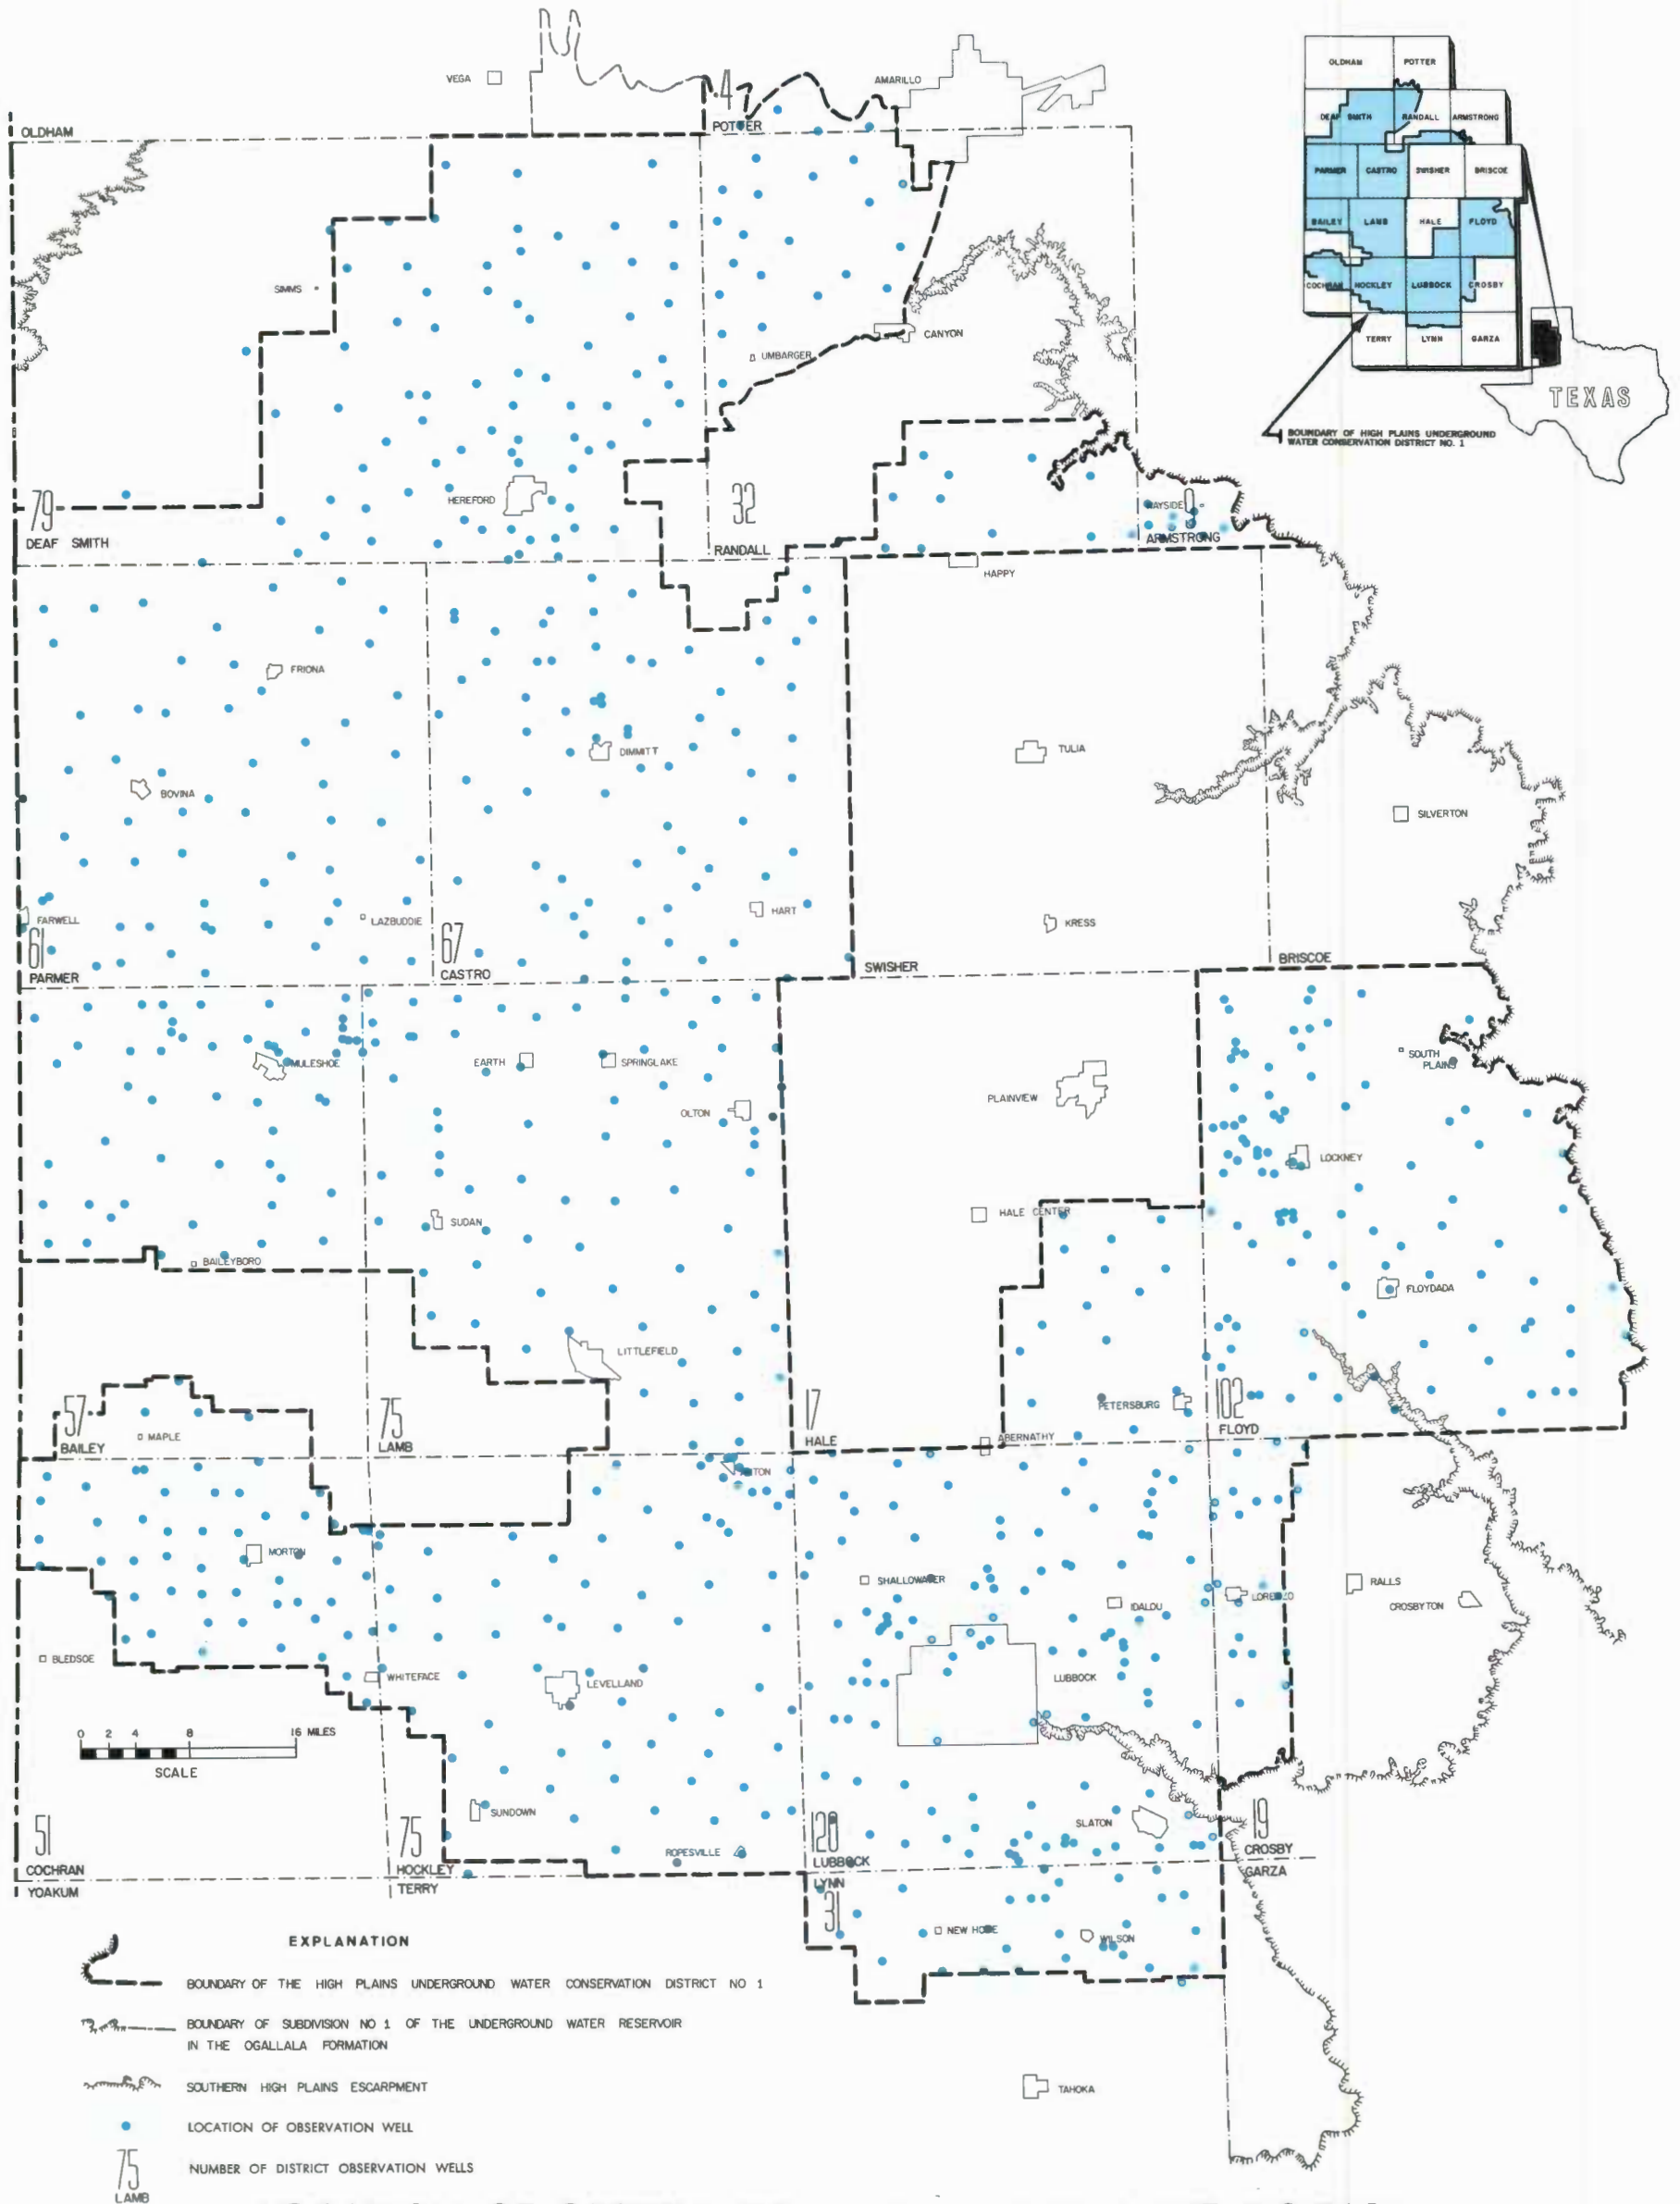 VEGA
4
AMARILLO
OLDHAM
POTTER
SIMMS
CANYON
UMBARGER
HEREFORD
79
DEAF SMITH
32
RANDALL
WAYSIDE
9
ARMSTRONG
HAPPY
OLDHAM
POTTER
DEAF SMITH
RANDALL
ARMSTRONG
PARMER
CASTRO
SWISHER
BRISCOE
BAILEY
LAMB
HALE
FLOYD
COCHRAN
HOCKLEY
LUBBOCK
CROSBY
TERRY
LYNN
GARZA
TEXAS
BOUNDARY OF HIGH PLAINS UNDERGROUND
WATER CONSERVATION DISTRICT NO. 1
FRIONA
DIMMITT
TULIA
BOVINA
SILVERTON
FARWELL
LAZBUDDIE
HART
KRESS
61
PARMER
67
CASTRO
SWISHER
BRISCOE
MULESHOE
EARTH
SPRINGLAKE
SOUTH
PLAINS
OLTON
PLAINVIEW
LOCKNEY
SUDAN
HALE CENTER
BAILEYBORO
FLOYDADA
LITTLEFIELD
PETERSBURG
57
BAILEY
MAPLE
75
LAMB
17
HALE
ABERNATHY
102
FLOYD
ANTON
MORTON
SHALLOWATER
IDALOU
LORENZO
RALLS
CROSBYTON
BLEDSOE
WHITEFACE
LEVELLAND
LUBBOCK
0 2 4 8 16 MILES
SCALE
SUNDOWN
SLATON
ROPESVILLE
51
COCHRAN
YOAKUM
75
HOCKLEY
TERRY
120
LUBBOCK
LYNN
31
19
CROSBY
GARZA
NEW HOME
WILSON
TAHOKA
EXPLANATION
BOUNDARY OF THE HIGH PLAINS UNDERGROUND WATER CONSERVATION DISTRICT NO 1
BOUNDARY OF SUBDIVISION NO 1 OF THE UNDERGROUND WATER RESERVOIR
IN THE OGALLALA FORMATION
SOUTHERN HIGH PLAINS ESCARPMENT
LOCATION OF OBSERVATION WELL
75
LAMB
NUMBER OF DISTRICT OBSERVATION WELLS